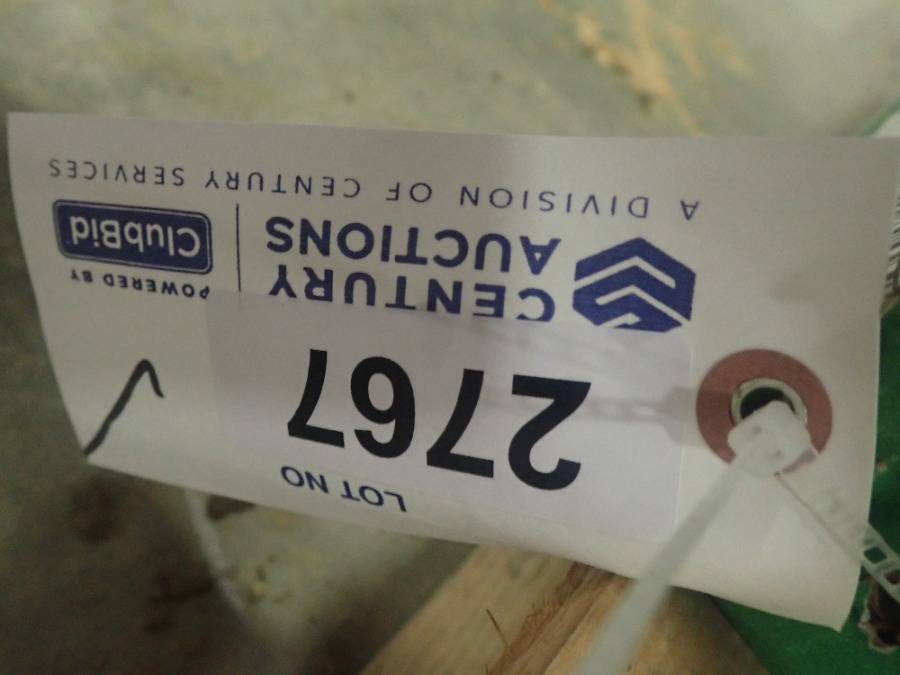 LOT NO
2767
CENTURY
AUCTIONS
POWERED BY
ClubBid
A DIVISION OF CENTURY SERVICES